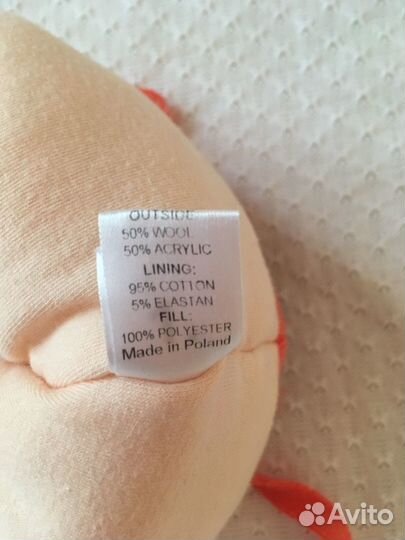 OUTSIDE
50% WOOL
50% ACRYLIC
LINING:
95% COTTON
5% ELASTAN
FILL:
100% POLYESTER
Made in Poland
Avito